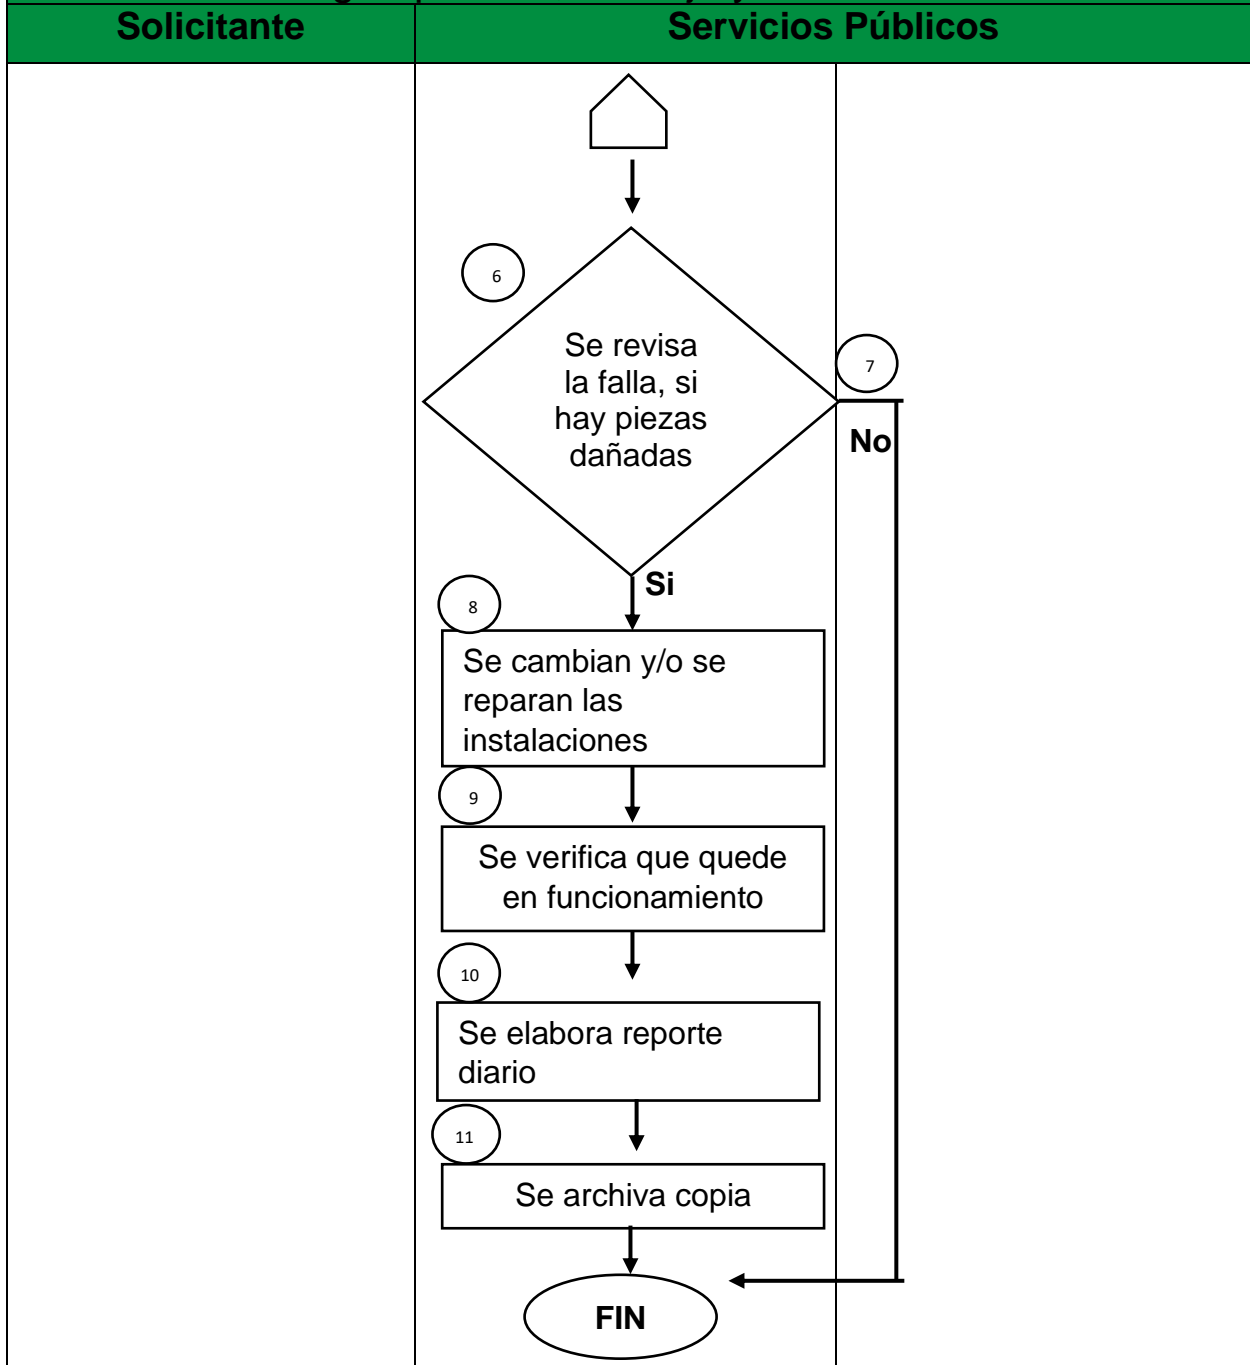 Solicitante
Servicios Públicos
6
Se revisa
la falla, si
hay piezas
dañadas
7
No
Si
8
Se cambian y/o se
reparan las
instalaciones
9
Se verifica que quede
en funcionamiento
10
Se elabora reporte
diario
11
Se archiva copia
FIN